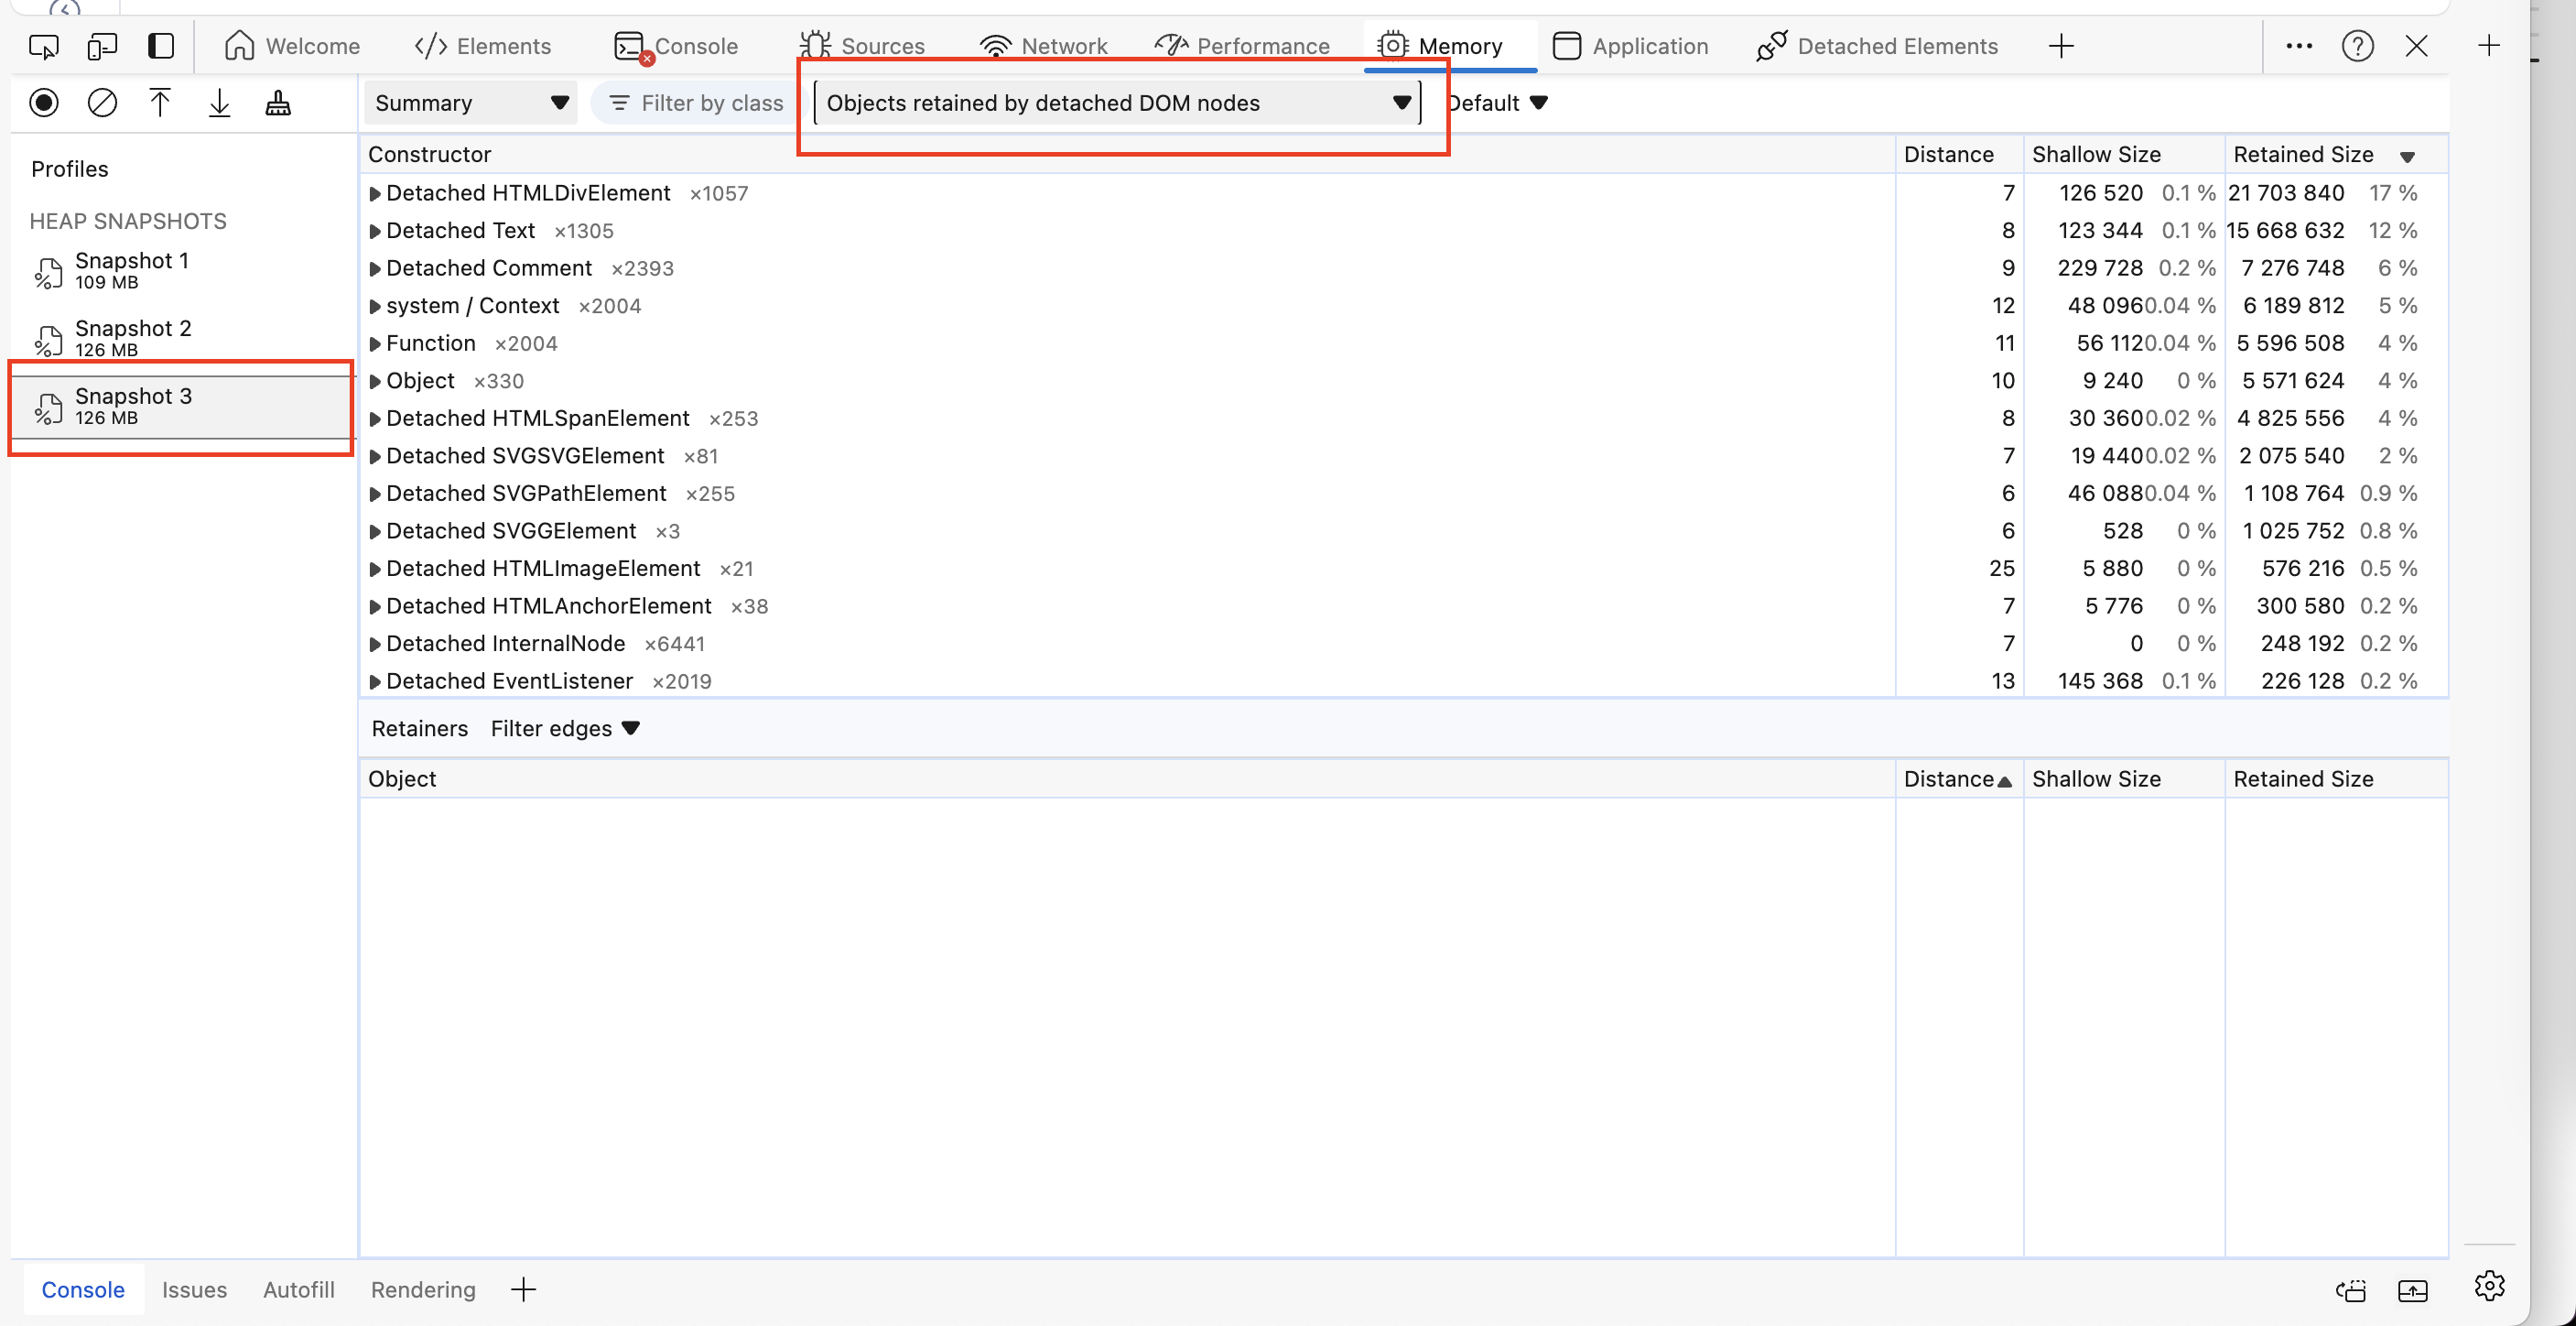 Welcome Elements Console Sources Network Performance Memory Application Detached Elements
Summary Filter by class Objects retained by detached DOM nodes Default
Profiles
HEAP SNAPSHOTS
Snapshot 1
109 MB
Snapshot 2
126 MB
Snapshot 3
126 MB
Constructor Distance Shallow Size Retained Size
Detached HTMLDivElement ×1057 7 126 520 0.1 % 21 703 840 17 %
Detached Text ×1305 8 123 344 0.1 % 15 668 632 12 %
Detached Comment ×2393 9 229 728 0.2 % 7 276 748 6 %
system / Context ×2004 12 48 096 0.04 % 6 189 812 5 %
Function ×2004 11 56 112 0.04 % 5 596 508 4 %
Object ×330 10 9 240 0 % 5 571 624 4 %
Detached HTMLSpanElement ×253 8 30 360 0.02 % 4 825 556 4 %
Detached SVGSVGElement ×81 7 19 440 0.02 % 2 075 540 2 %
Detached SVGPathElement ×255 6 46 088 0.04 % 1 108 764 0.9 %
Detached SVGGElement ×3 6 528 0 % 1 025 752 0.8 %
Detached HTMLImageElement ×21 25 5 880 0 % 576 216 0.5 %
Detached HTMLAnchorElement ×38 7 5 776 0 % 300 580 0.2 %
Detached InternalNode ×6441 7 0 0 % 248 192 0.2 %
Detached EventListener ×2019 13 145 368 0.1 % 226 128 0.2 %
Retainers Filter edges
Object Distance Shallow Size Retained Size
Console Issues Autofill Rendering